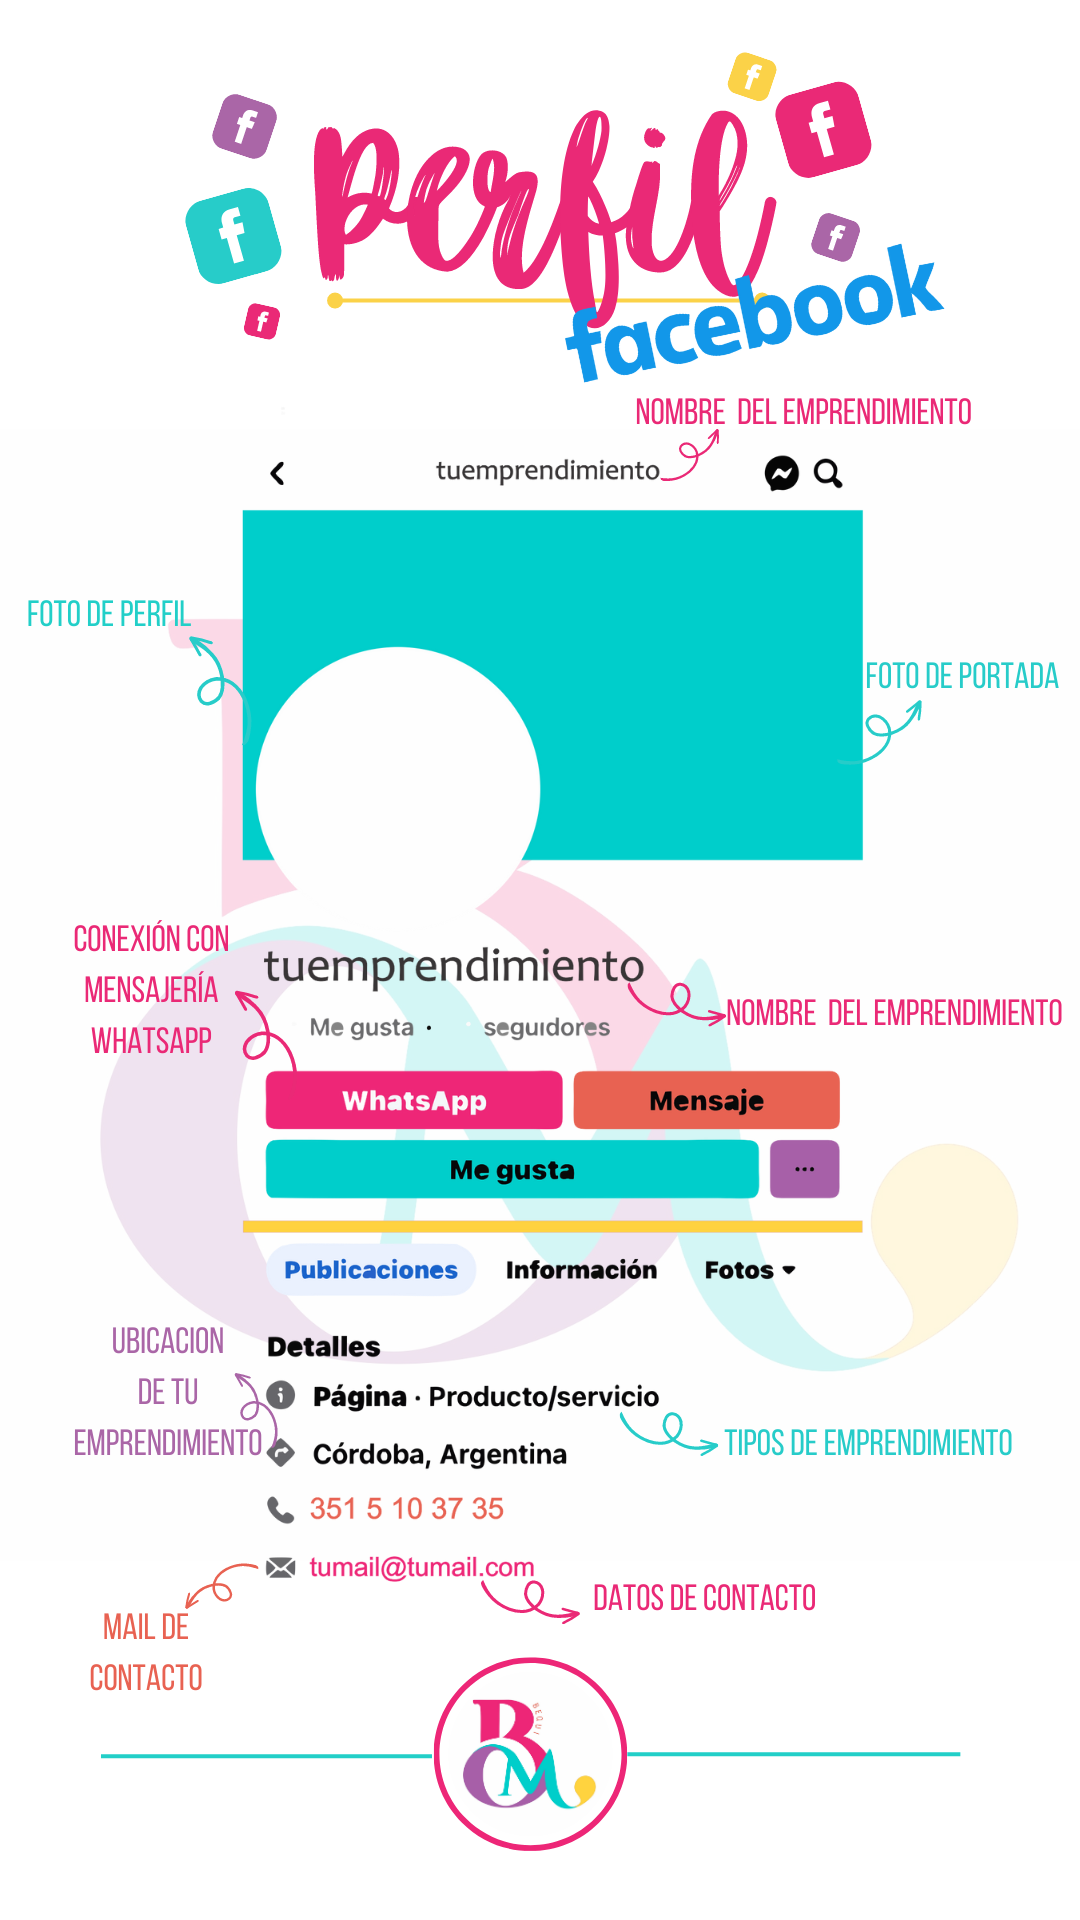 perfil
facebook
NOMBRE DEL EMPRENDIMIENTO
tuemprendimiento
FOTO DE PERFIL
FOTO DE PORTADA
CONEXIÓN CON
MENSAJERÍA
WHATSAPP
tuemprendimiento
NOMBRE DEL EMPRENDIMIENTO
Me gusta · seguidores
WhatsApp
Mensaje
Me gusta
...
Publicaciones
Información
Fotos
Detalles
UBICACION
DE TU
EMPRENDIMIENTO
Página · Producto/servicio
TIPOS DE EMPRENDIMIENTO
Córdoba, Argentina
351 5 10 37 35
tumail@tumail.com
DATOS DE CONTACTO
MAIL DE
CONTACTO
BEGUI
BM